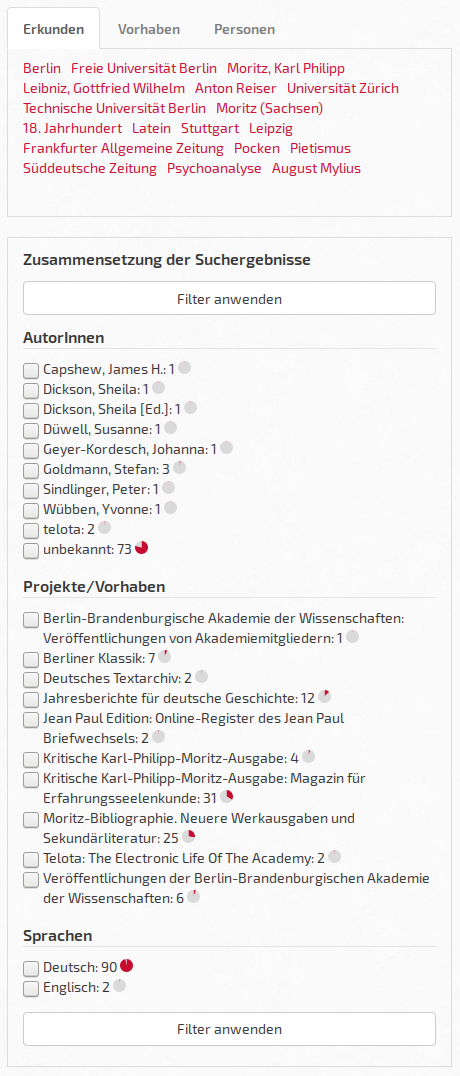 Erkunden Vorhaben Personen
Berlin Freie Universität Berlin Moritz, Karl Philipp
Leibniz, Gottfried Wilhelm Anton Reiser Universität Zürich
Technische Universität Berlin Moritz (Sachsen)
18. Jahrhundert Latein Stuttgart Leipzig
Frankfurter Allgemeine Zeitung Pocken Pietismus
Süddeutsche Zeitung Psychoanalyse August Mylius
Zusammensetzung der Suchergebnisse
Filter anwenden
AutorInnen
Capshew, James H.: 1
Dickson, Sheila: 1
Dickson, Sheila [Ed.]: 1
Düwell, Susanne: 1
Geyer-Kordesch, Johanna: 1
Goldmann, Stefan: 3
Sindlinger, Peter: 1
Wübben, Yvonne: 1
telota: 2
unbekannt: 73
Projekte/Vorhaben
Berlin-Brandenburgische Akademie der Wissenschaften:
Veröffentlichungen von Akademiemitgliedern: 1
Berliner Klassik: 7
Deutsches Textarchiv: 2
Jahresberichte für deutsche Geschichte: 12
Jean Paul Edition: Online-Register des Jean Paul
Briefwechsels: 2
Kritische Karl-Philipp-Moritz-Ausgabe: 4
Kritische Karl-Philipp-Moritz-Ausgabe: Magazin für
Erfahrungsseelenkunde: 31
Moritz-Bibliographie. Neuere Werkausgaben und
Sekundärliteratur: 25
Telota: The Electronic Life Of The Academy: 2
Veröffentlichungen der Berlin-Brandenburgischen Akademie
der Wissenschaften: 6
Sprachen
Deutsch: 90
Englisch: 2
Filter anwenden